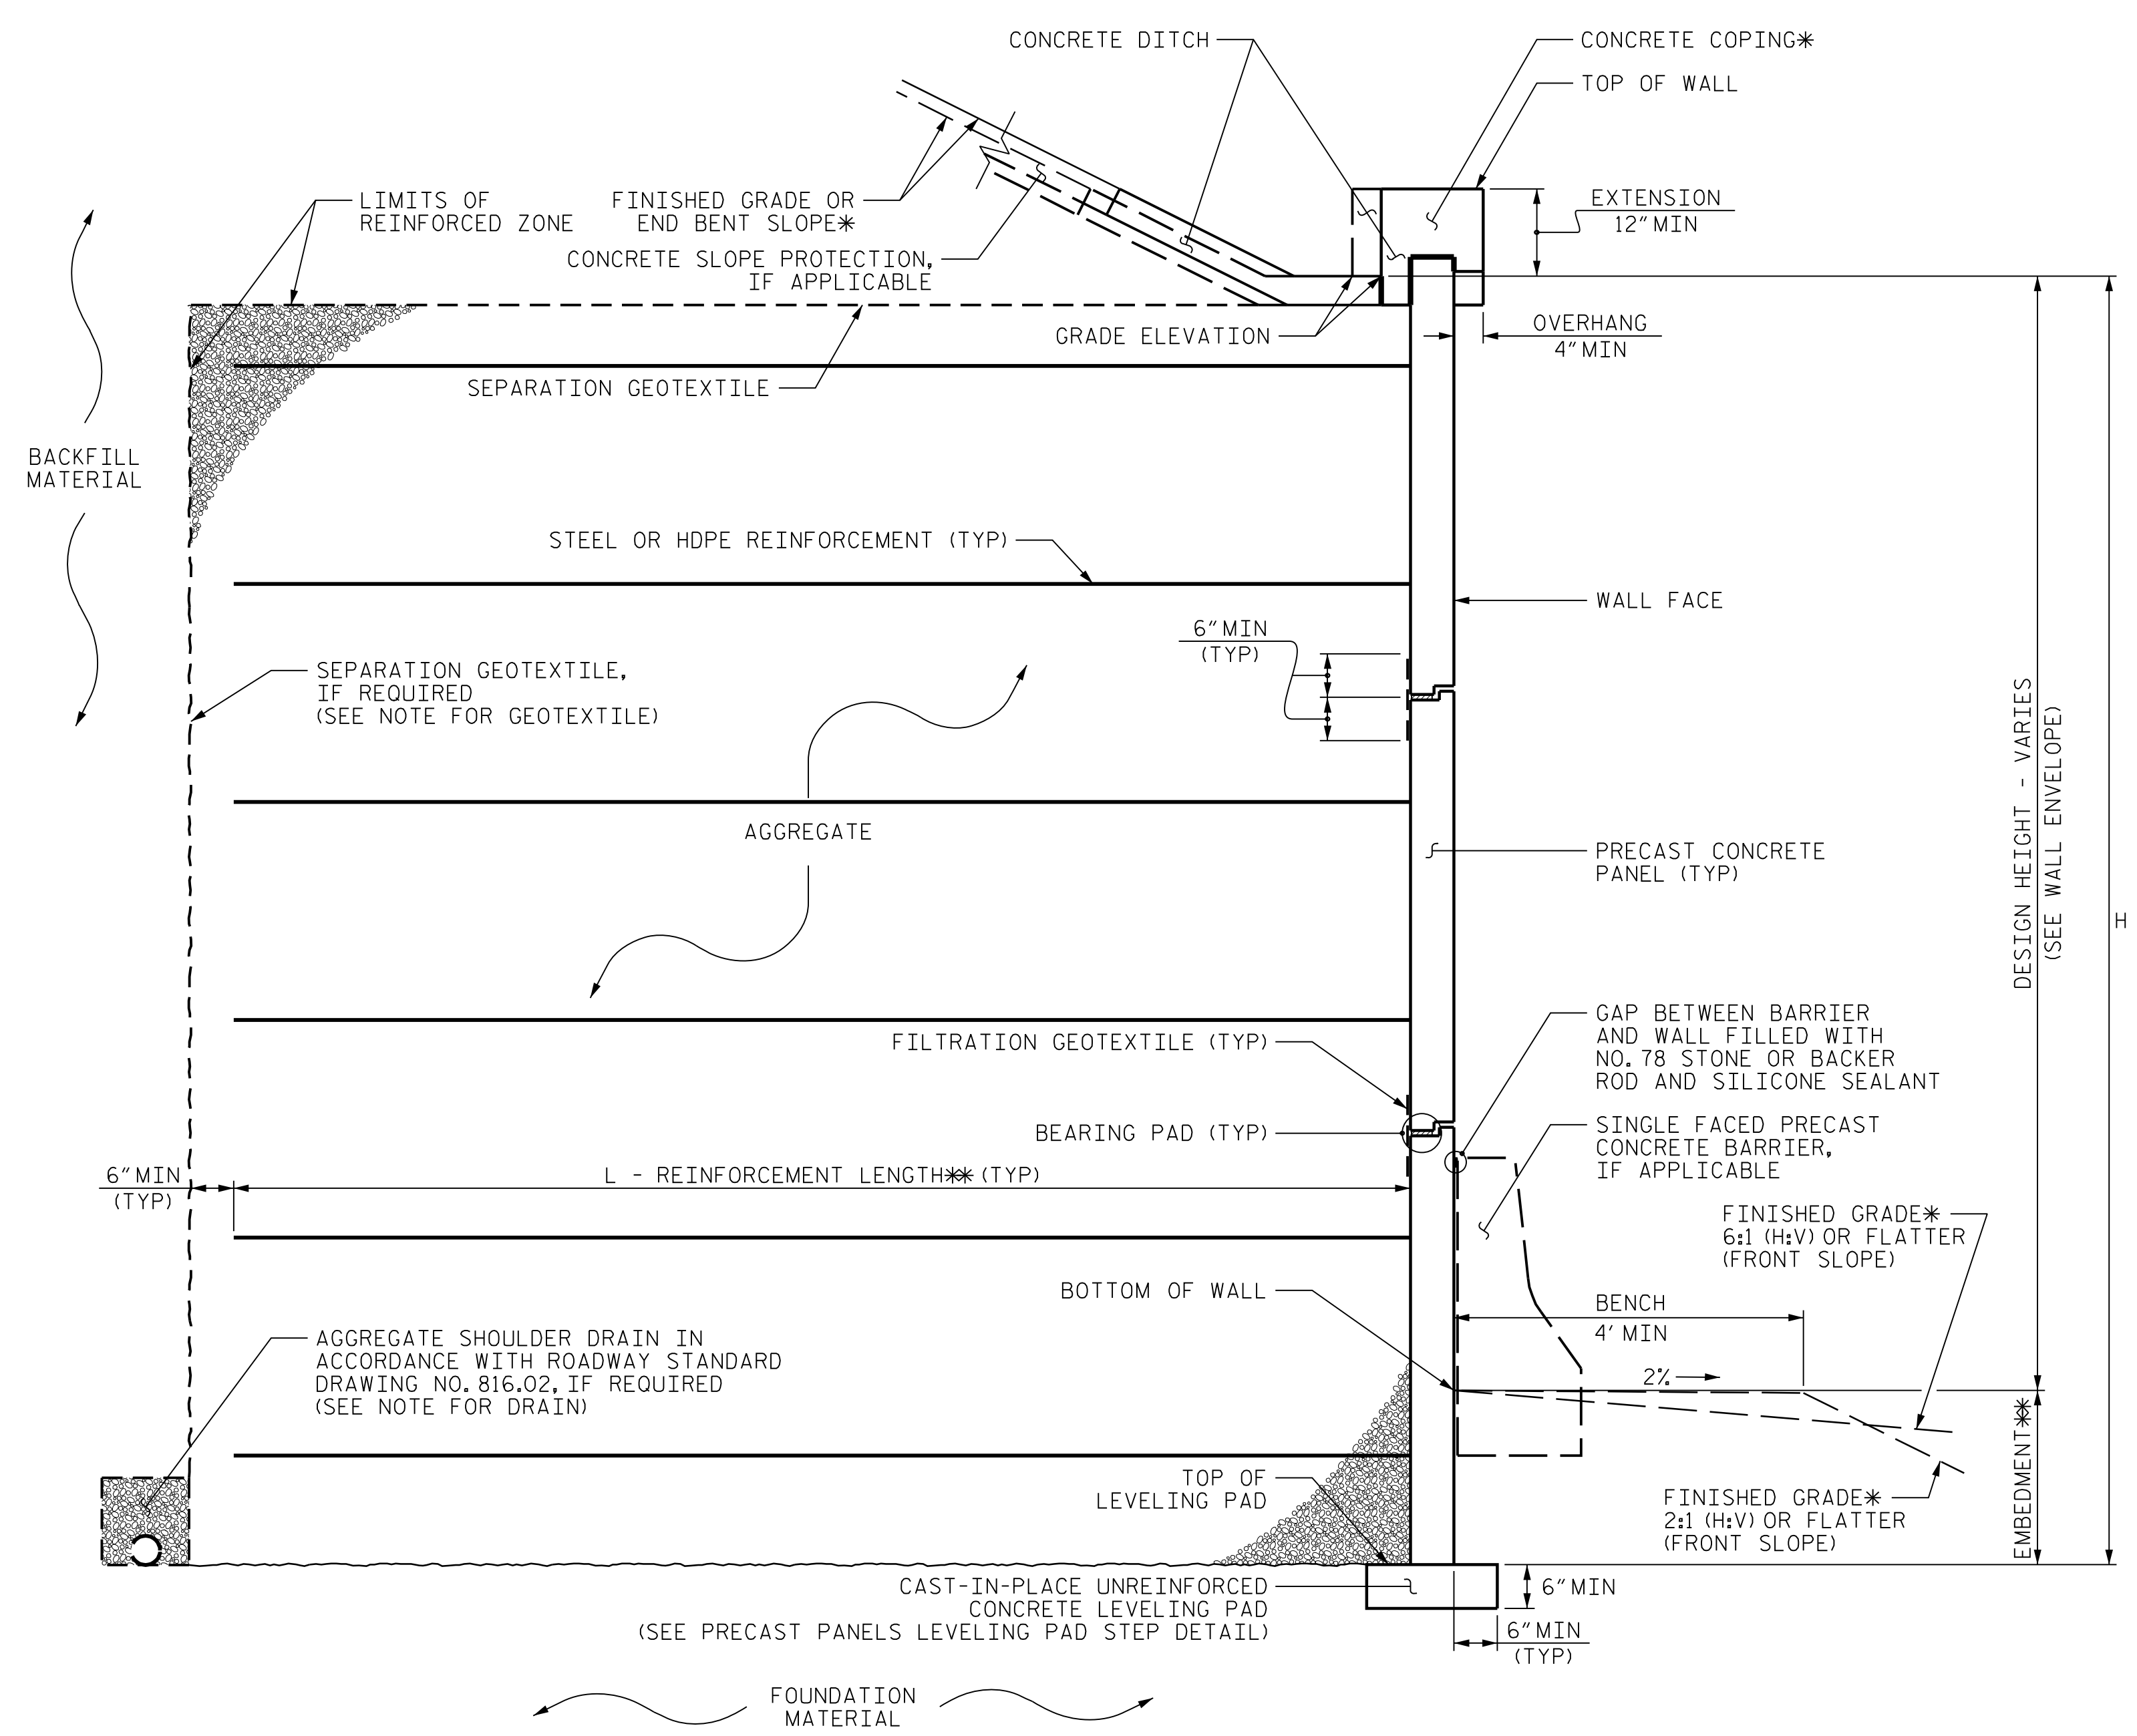 CONCRETE DITCH
CONCRETE COPING*
TOP OF WALL
LIMITS OF
REINFORCED ZONE
FINISHED GRADE OR
END BENT SLOPE*
EXTENSION
12" MIN
CONCRETE SLOPE PROTECTION,
IF APPLICABLE
GRADE ELEVATION
OVERHANG
4" MIN
SEPARATION GEOTEXTILE
BACKFILL
MATERIAL
STEEL OR HDPE REINFORCEMENT (TYP)
WALL FACE
6" MIN
(TYP)
SEPARATION GEOTEXTILE,
IF REQUIRED
(SEE NOTE FOR GEOTEXTILE)
DESIGN HEIGHT - VARIES
(SEE WALL ENVELOPE)
H
AGGREGATE
PRECAST CONCRETE
PANEL (TYP)
FILTRATION GEOTEXTILE (TYP)
GAP BETWEEN BARRIER
AND WALL FILLED WITH
NO. 78 STONE OR BACKER
ROD AND SILICONE SEALANT
BEARING PAD (TYP)
SINGLE FACED PRECAST
CONCRETE BARRIER,
IF APPLICABLE
6" MIN
(TYP)
L - REINFORCEMENT LENGTH** (TYP)
FINISHED GRADE*
6:1 (H:V) OR FLATTER
(FRONT SLOPE)
BOTTOM OF WALL
BENCH
4' MIN
2%
AGGREGATE SHOULDER DRAIN IN
ACCORDANCE WITH ROADWAY STANDARD
DRAWING NO. 816.02, IF REQUIRED
(SEE NOTE FOR DRAIN)
EMBEDMENT**
TOP OF
LEVELING PAD
FINISHED GRADE*
2:1 (H:V) OR FLATTER
(FRONT SLOPE)
CAST-IN-PLACE UNREINFORCED
CONCRETE LEVELING PAD
(SEE PRECAST PANELS LEVELING PAD STEP DETAIL)
6" MIN
6" MIN
(TYP)
FOUNDATION
MATERIAL